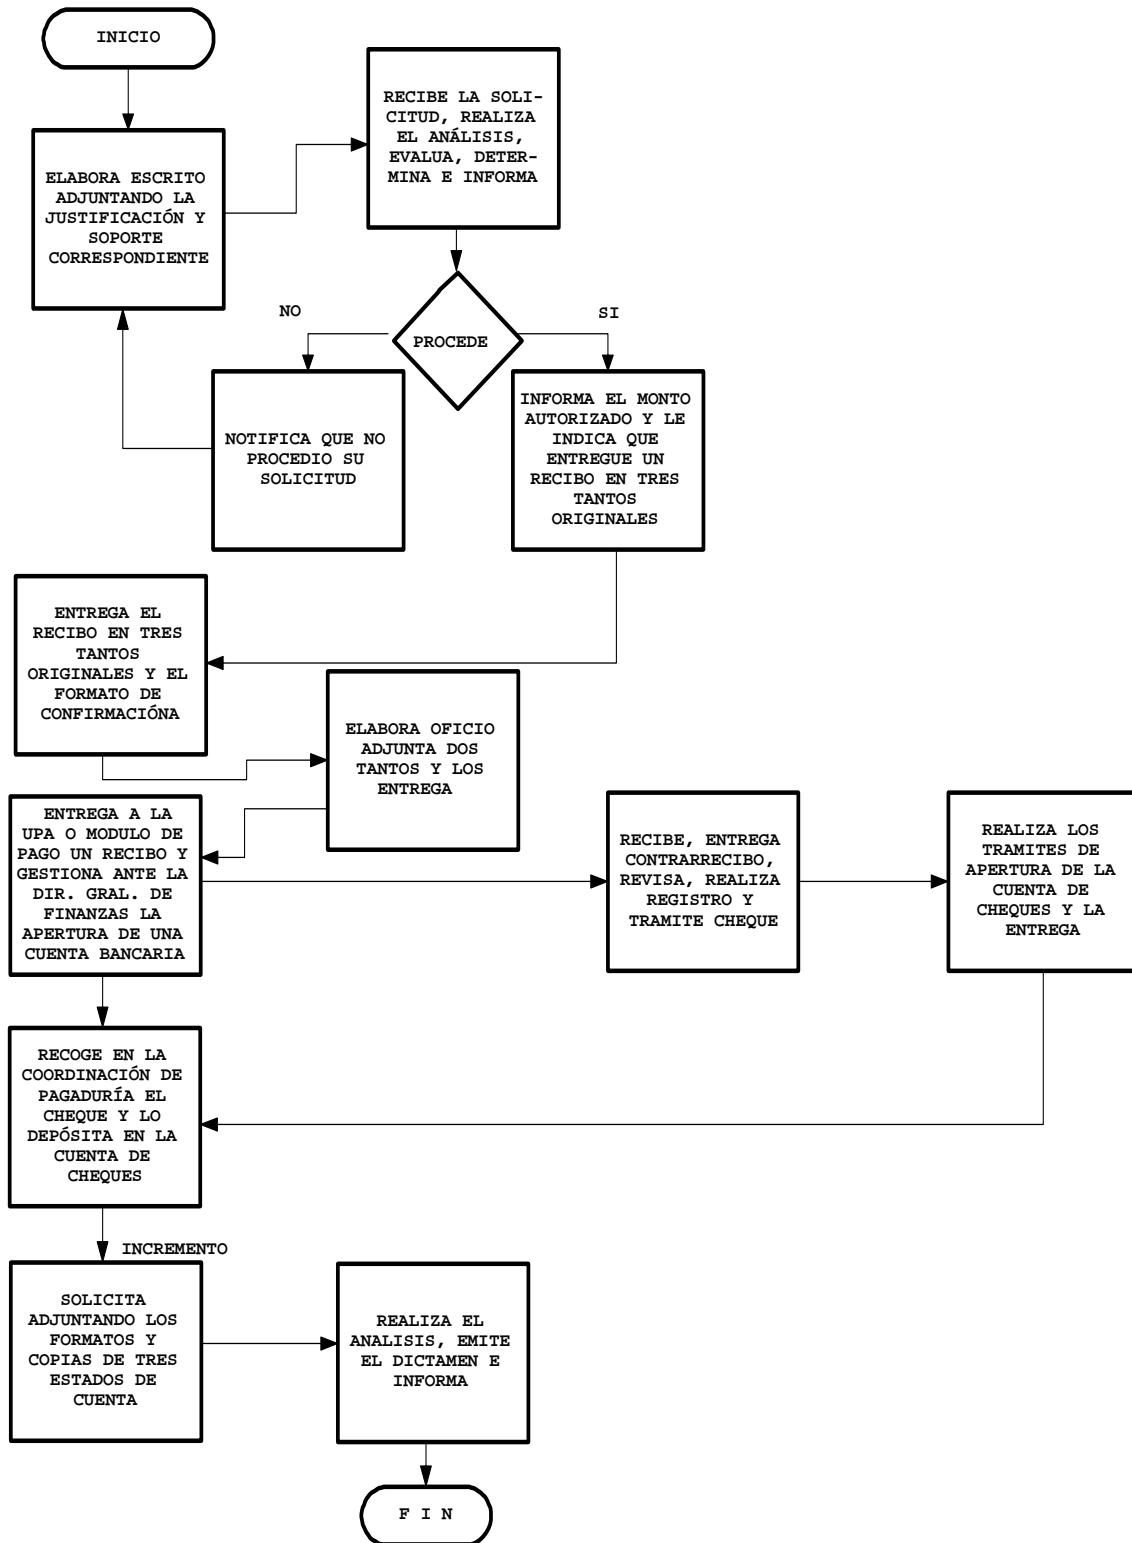 INICIO
RECIBE LA SOLI-
CITUD, REALIZA
EL ANÁLISIS,
EVALUA, DETER-
MINA E INFORMA
ELABORA ESCRITO
ADJUNTANDO LA
JUSTIFICACIÓN Y
SOPORTE
CORRESPONDIENTE
NO
SI
PROCEDE
NOTIFICA QUE NO
PROCEDIO SU
SOLICITUD
INFORMA EL MONTO
AUTORIZADO Y LE
INDICA QUE
ENTREGUE UN
RECIBO EN TRES
TANTOS
ORIGINALES
ENTREGA EL
RECIBO EN TRES
TANTOS
ORIGINALES Y EL
FORMATO DE
CONFIRMACIÓNA
ELABORA OFICIO
ADJUNTA DOS
TANTOS Y LOS
ENTREGA
ENTREGA A LA
UPA O MODULO DE
PAGO UN RECIBO Y
GESTIONA ANTE LA
DIR. GRAL. DE
FINANZAS LA
APERTURA DE UNA
CUENTA BANCARIA
RECIBE, ENTREGA
CONTRARRECIBO,
REVISA, REALIZA
REGISTRO Y
TRAMITE CHEQUE
REALIZA LOS
TRAMITES DE
APERTURA DE LA
CUENTA DE
CHEQUES Y LA
ENTREGA
RECOGE EN LA
COORDINACIÓN DE
PAGADURÍA EL
CHEQUE Y LO
DEPÓSITA EN LA
CUENTA DE
CHEQUES
INCREMENTO
SOLICITA
ADJUNTANDO LOS
FORMATOS Y
COPIAS DE TRES
ESTADOS DE
CUENTA
REALIZA EL
ANALISIS, EMITE
EL DICTAMEN E
INFORMA
F I N